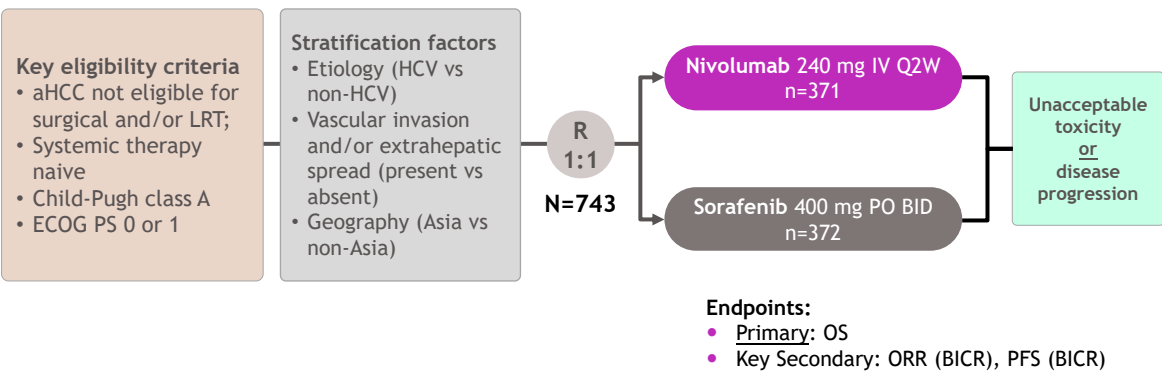 Key eligibility criteria
• aHCC not eligible for
surgical and/or LRT;
• Systemic therapy
naive
• Child-Pugh class A
• ECOG PS 0 or 1
Stratification factors
• Etiology (HCV vs
non-HCV)
• Vascular invasion
and/or extrahepatic
spread (present vs
absent)
• Geography (Asia vs
non-Asia)
R
1:1
N=743
Nivolumab 240 mg IV Q2W
n=371
Sorafenib 400 mg PO BID
n=372
Unacceptable
toxicity
or
disease
progression
Endpoints:
• Primary: OS
• Key Secondary: ORR (BICR), PFS (BICR)